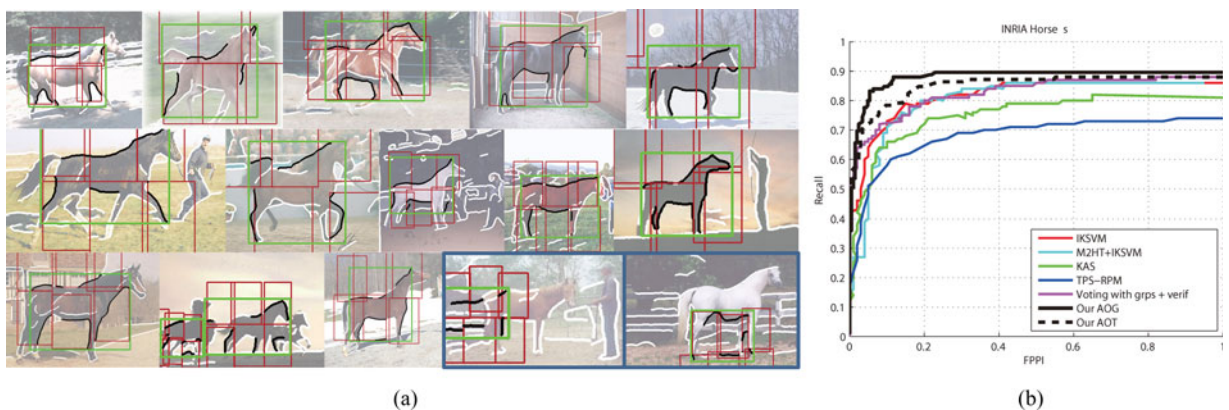 INRIA Horse s
1
0.9
0.8
0.7
0.6
0.5
0.4
0.3
0.2
0.1
0
Recall
IKSVM
M2HT+IKSVM
KAS
TPS−RPM
Voting with grps + verif
Our AOG
Our AOT
0 0.2 0.4 0.6 0.8 1
FPPI
(a) (b)